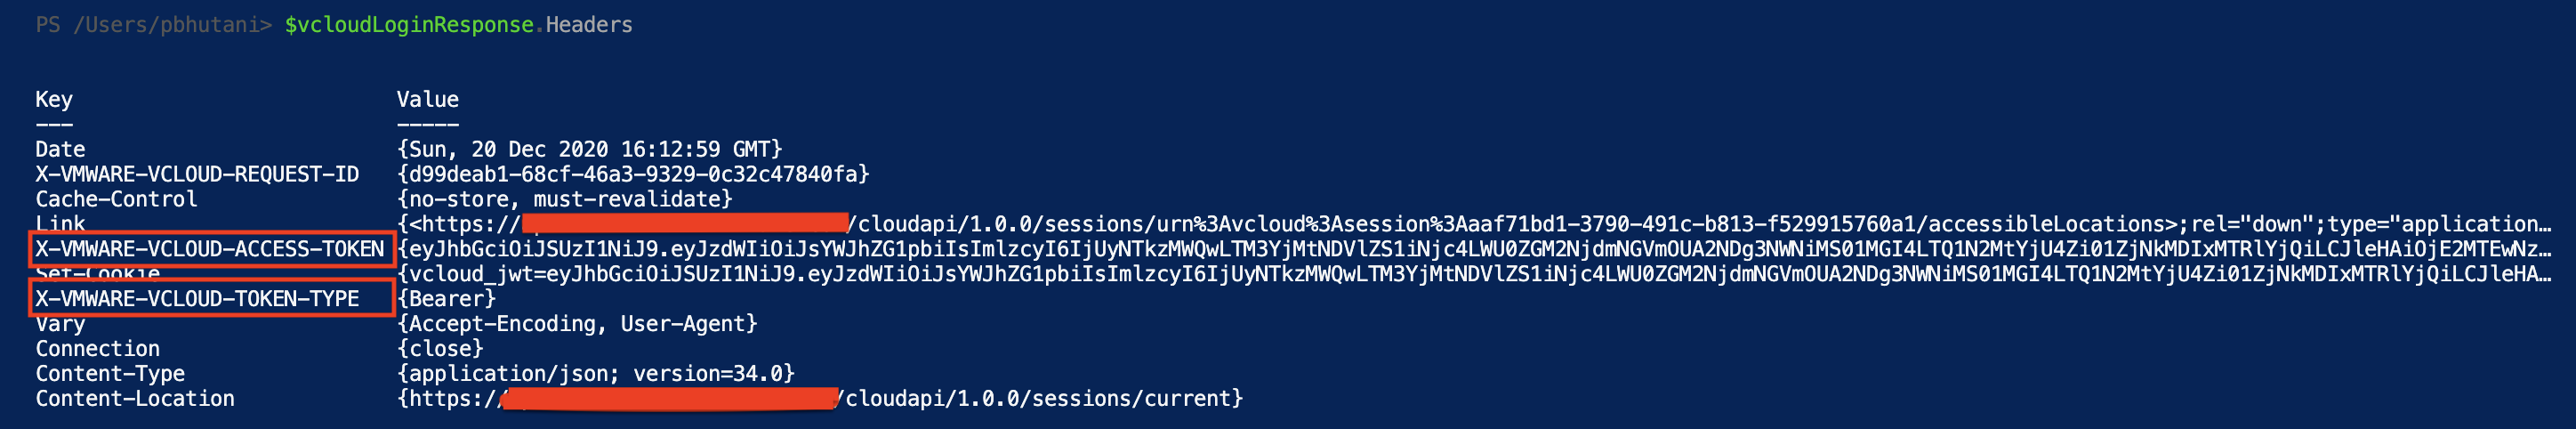 PS /Users/pbhutani> $vcloudLoginResponse.Headers
Key Value
--- -----
Date {Sun, 20 Dec 2020 16:12:59 GMT}
X-VMWARE-VCLOUD-REQUEST-ID {d99deab1-68cf-46a3-9329-0c32c47840fa}
Cache-Control {no-store, must-revalidate}
Link {<https:// /cloudapi/1.0.0/sessions/urn%3Avcloud%3Asession%3Aaaf71bd1-3790-491c-b813-f529915760a1/accessibleLocations>;rel="down";type="application…
X-VMWARE-VCLOUD-ACCESS-TOKEN {eyJhbGciOiJSUzI1NiJ9.eyJzdWIiOiJsYWJhZG1pbiIsImlzcyI6IjUyNTkzMWQwLTM3YjMtNDVlZS1iNjc4LWU0ZGM2NjdmNGVmOUA2NDg3NWNiMS01MGI4LTQ1N2MtYjU4Zi01ZjNkMDIxMTRlYjQiLCJleHAiOjE2MTEwNz…
Set-Cookie {vcloud_jwt=eyJhbGciOiJSUzI1NiJ9.eyJzdWIiOiJsYWJhZG1pbiIsImlzcyI6IjUyNTkzMWQwLTM3YjMtNDVlZS1iNjc4LWU0ZGM2NjdmNGVmOUA2NDg3NWNiMS01MGI4LTQ1N2MtYjU4Zi01ZjNkMDIxMTRlYjQiLCJleHA…
X-VMWARE-VCLOUD-TOKEN-TYPE {Bearer}
Vary {Accept-Encoding, User-Agent}
Connection {close}
Content-Type {application/json; version=34.0}
Content-Location {https:// /cloudapi/1.0.0/sessions/current}